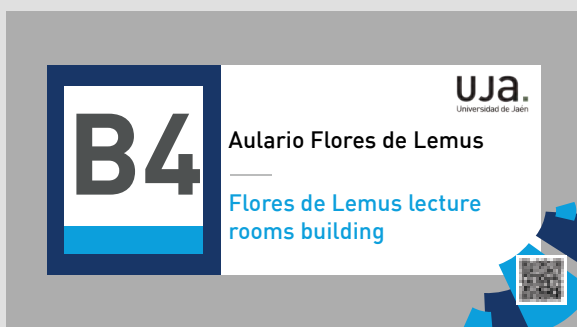 B4
uja.
Universidad de Jaén
Aulario Flores de Lemus
Flores de Lemus lecture
rooms building